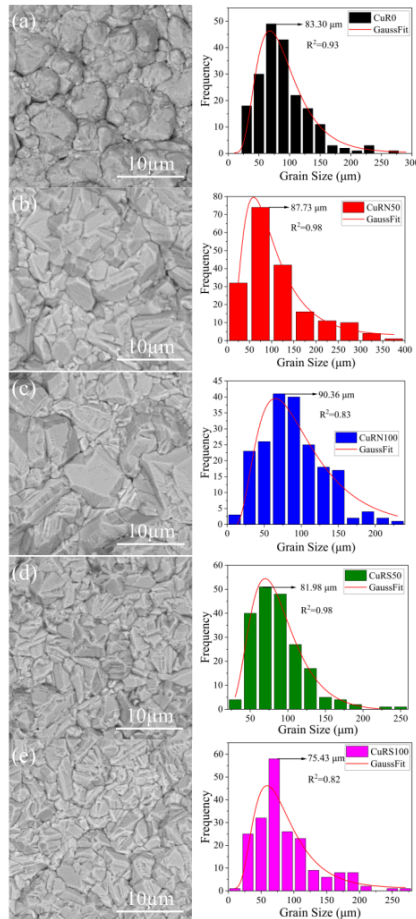 (a)
10μm
50
40
30
20
10
0
Frequency
83.30 μm
R²=0.93
CuR0
GaussFit
0 50 100 150 200 250
Grain Size (μm)
(b)
10μm
80
70
60
50
40
30
20
10
0
Frequency
87.73 μm
R²=0.98
CuRN50
GaussFit
0 50 100 150 200 250 300 350 400
Grain Size (μm)
(c)
10μm
45
40
35
30
25
20
15
10
5
0
Frequency
90.36 μm
R²=0.83
CuRN100
GaussFit
0 50 100 150 200
Grain Size (μm)
(d)
10μm
60
50
40
30
20
10
0
Frequency
81.98 μm
R²=0.98
CuRS50
GaussFit
50 100 150 200 250
Grain Size (μm)
(e)
10μm
60
50
40
30
20
10
0
Frequency
75.43 μm
R²=0.82
CuRS100
GaussFit
0 50 100 150 200 250
Grain Size (μm)